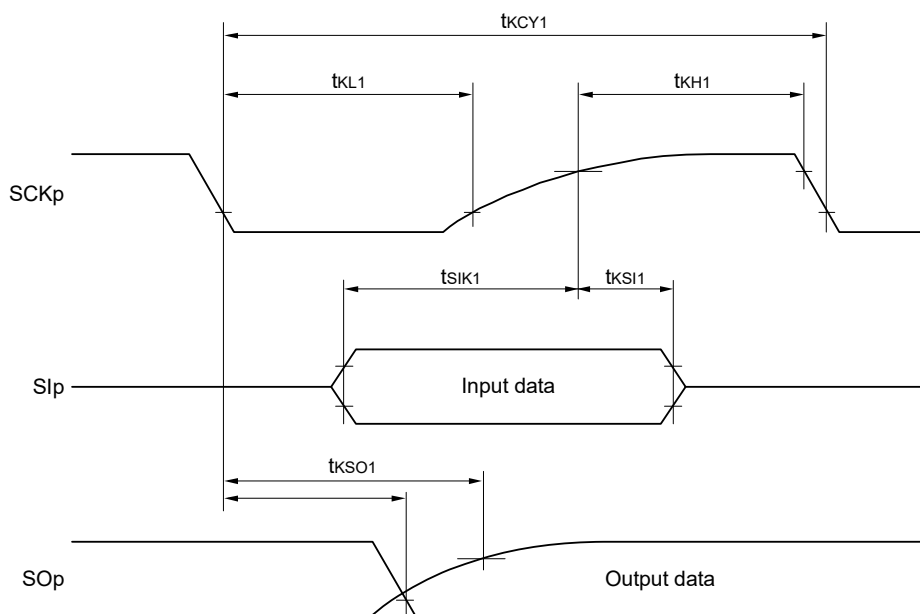 tKCY1
tKL1
tKH1
SCKp
tSIK1
tKSI1
SIp
Input data
tKSO1
SOp
Output data